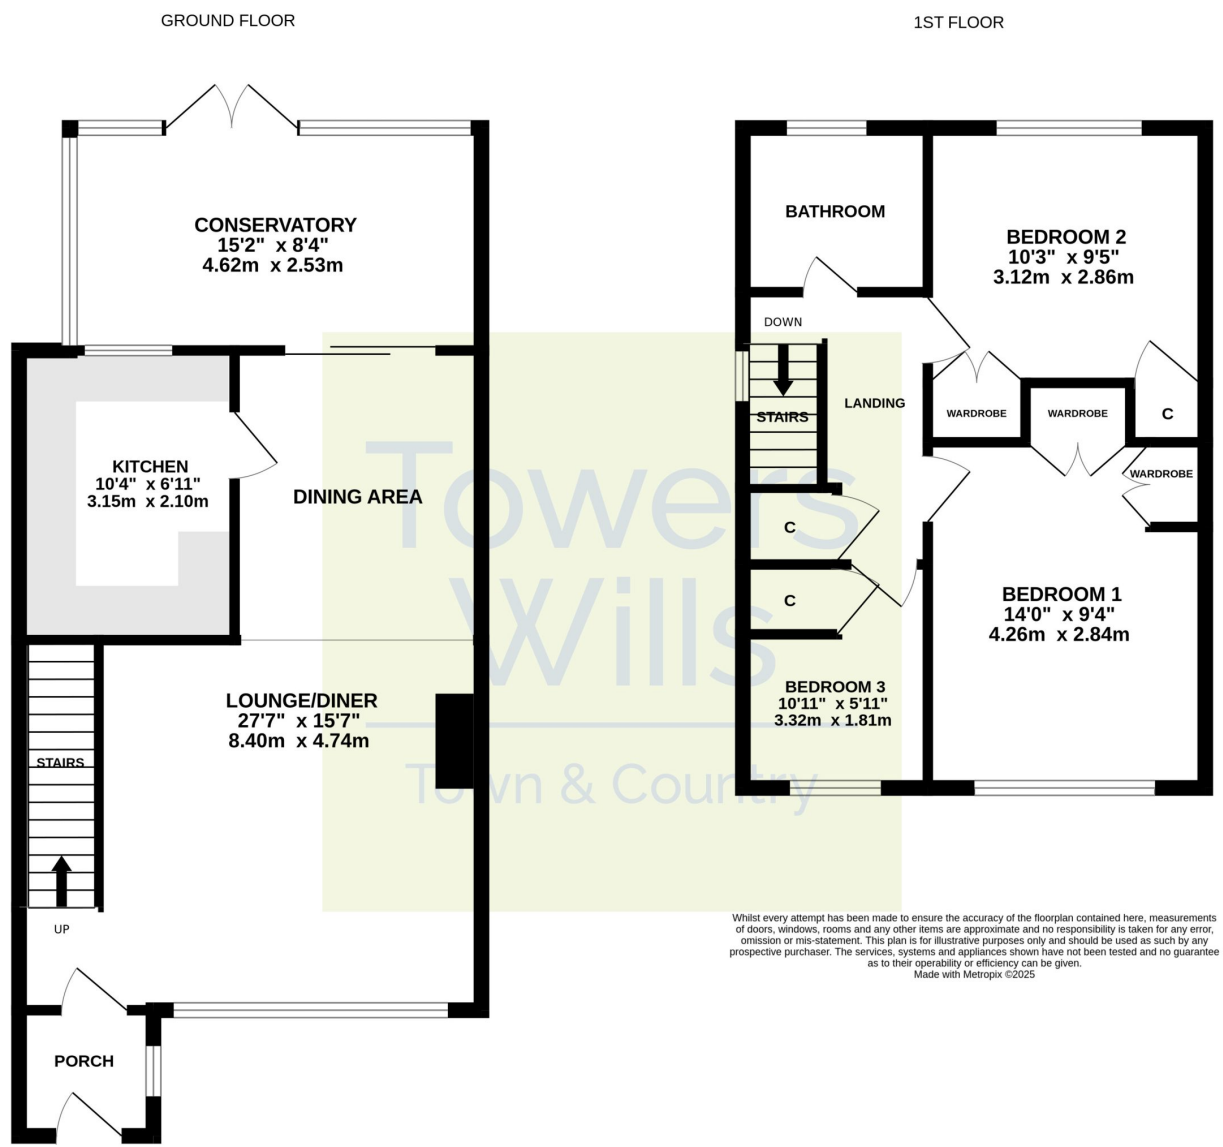 GROUND FLOOR
CONSERVATORY
15'2" x 8'4"
4.62m x 2.53m
KITCHEN
10'4" x 6'11"
3.15m x 2.10m
DINING AREA
LOUNGE/DINER
27'7" x 15'7"
8.40m x 4.74m
STAIRS
UP
PORCH
1ST FLOOR
BATHROOM
BEDROOM 2
10'3" x 9'5"
3.12m x 2.86m
DOWN
STAIRS
LANDING
WARDROBE
WARDROBE
C
WARDROBE
C
C
BEDROOM 1
14'0" x 9'4"
4.26m x 2.84m
BEDROOM 3
10'11" x 5'11"
3.32m x 1.81m
Towers
Wills
Town & Country
Whilst every attempt has been made to ensure the accuracy of the floorplan contained here, measurements
of doors, windows, rooms and any other items are approximate and no responsibility is taken for any error,
omission or mis-statement. This plan is for illustrative purposes only and should be used as such by any
prospective purchaser. The services, systems and appliances shown have not been tested and no guarantee
as to their operability or efficiency can be given.
Made with Metropix ©2025